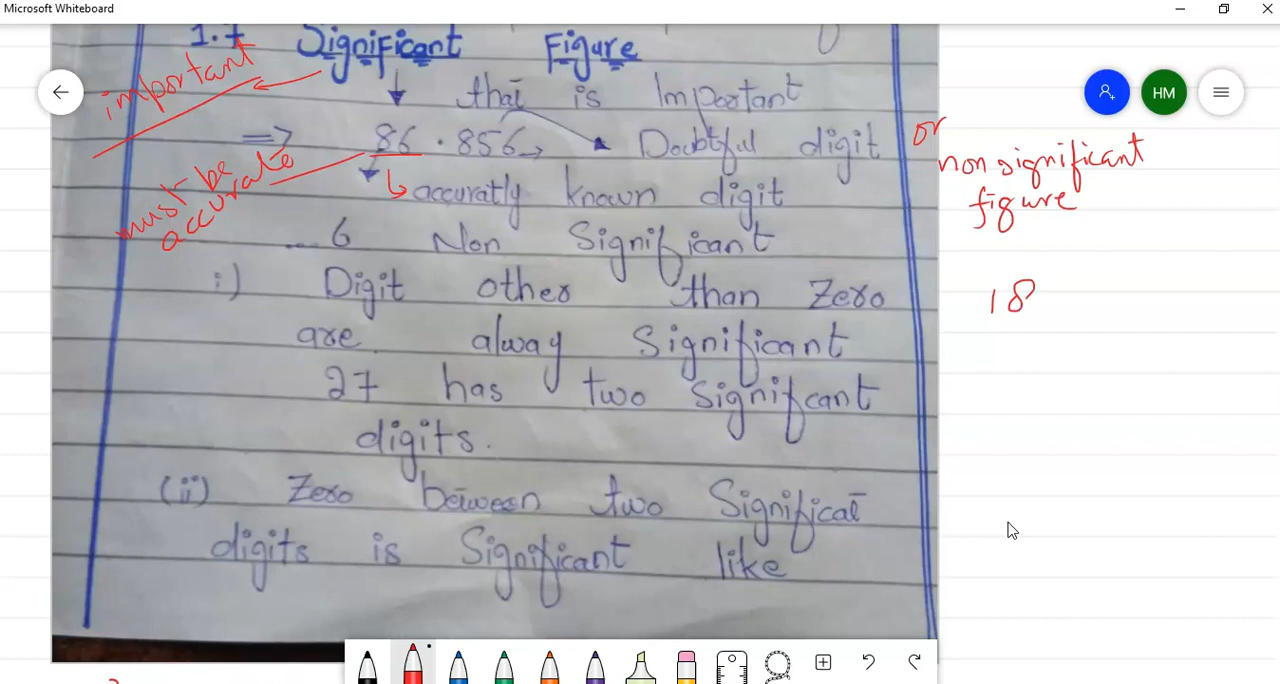 Microsoft Whiteboard
HM
1.7 Significant Figure
important
that is Important
=> 86.856 → Doubtful digit
or
non significant
figure
must be
accurate
accuratly known digit
... 6 Non Significant
i) Digit other than Zero
are alway Significant
18
27 has two Significant
digits.
(ii) Zero between two Significat
digits is Significant like